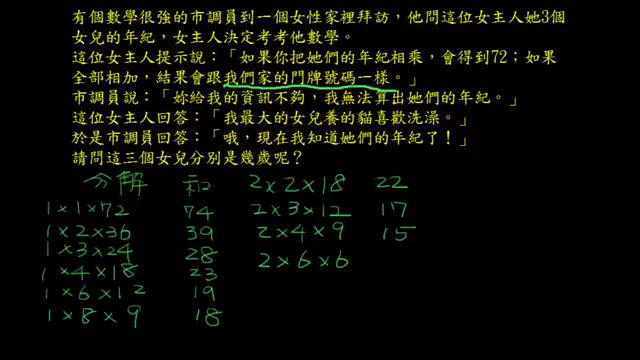 有個數學很強的市調員到一個女性家裡拜訪，他問這位女主人她3個
女兒的年紀，女主人決定考考他數學。
這位女主人提示說：「如果你把她們的年紀相乘，會得到72；如果
全部相加，結果會跟我們家的門牌號碼一樣。」
市調員說：「妳給我的資訊不夠，我無法算出她們的年紀。」
這位女主人回答：「我最大的女兒養的貓喜歡洗澡。」
於是市調員回答：「哦，現在我知道她們的年紀了！」
請問這三個女兒分別是幾歲呢？
分解 和 2×2×18 22
1×1×72 74 2×3×12 17
1×2×36 39 2×4×9 15
1×3×24 28 2×6×6
1×4×18 23
1×6×12 19
1×8×9 18